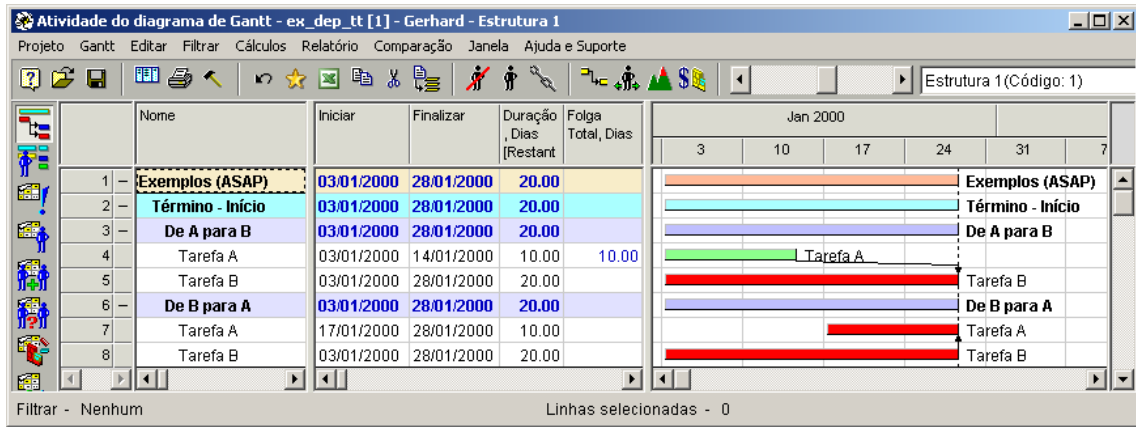 Atividade do diagrama de Gantt - ex_dep_tt [1] - Gerhard - Estrutura 1
Projeto Gantt Editar Filtrar Cálculos Relatório Comparação Janela Ajuda e Suporte
Estrutura 1(Código: 1)
Nome Iniciar Finalizar Duração Folga Jan 2000
, Dias Total, Dias
[Restant 3 10 17 24 31 7
1 Exemplos (ASAP) 03/01/2000 28/01/2000 20.00 Exemplos (ASAP)
2 Término - Início 03/01/2000 28/01/2000 20.00 Término - Início
3 De A para B 03/01/2000 28/01/2000 20.00 De A para B
4 Tarefa A 03/01/2000 14/01/2000 10.00 10.00 Tarefa A
5 Tarefa B 03/01/2000 28/01/2000 20.00 Tarefa B
6 De B para A 03/01/2000 28/01/2000 20.00 De B para A
7 Tarefa A 17/01/2000 28/01/2000 10.00 Tarefa A
8 Tarefa B 03/01/2000 28/01/2000 20.00 Tarefa B
Filtrar - Nenhum Linhas selecionadas - 0